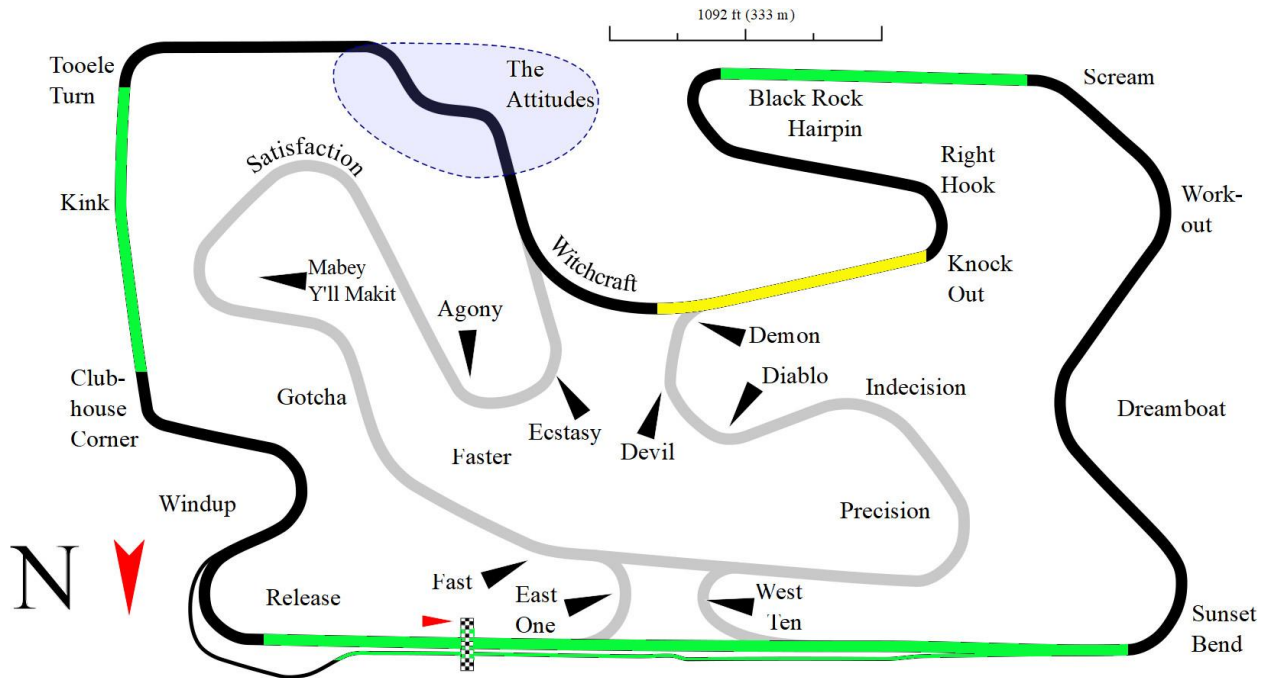 1092 ft (333 m)
Tooele
Turn
The
Attitudes
Scream
Black Rock
Hairpin
Satisfaction
Right
Hook
Kink
Work-
out
Witchcraft
Mabey
Y'll Makit
Knock
Out
Agony
Demon
Diablo
Club-
house
Corner
Gotcha
Indecision
Dreamboat
Ecstasy
Faster
Devil
Windup
Precision
N
Fast
East
One
West
Ten
Release
Sunset
Bend